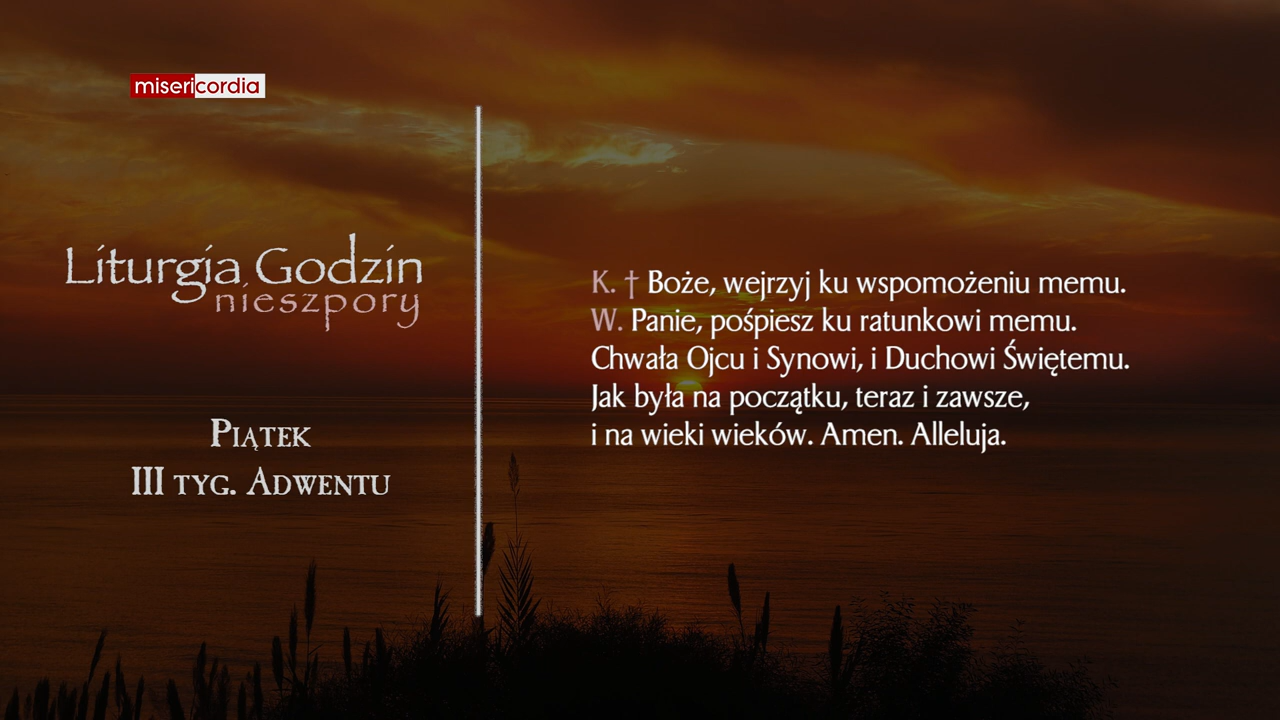 misericordia
Liturgia Godzin
nieszpory
Piątek
III tyg. Adwentu
K. † Boże, wejrzyj ku wspomożeniu memu.
W. Panie, pośpiesz ku ratunkowi memu.
Chwała Ojcu i Synowi, i Duchowi Świętemu.
Jak była na początku, teraz i zawsze,
i na wieki wieków. Amen. Alleluja.